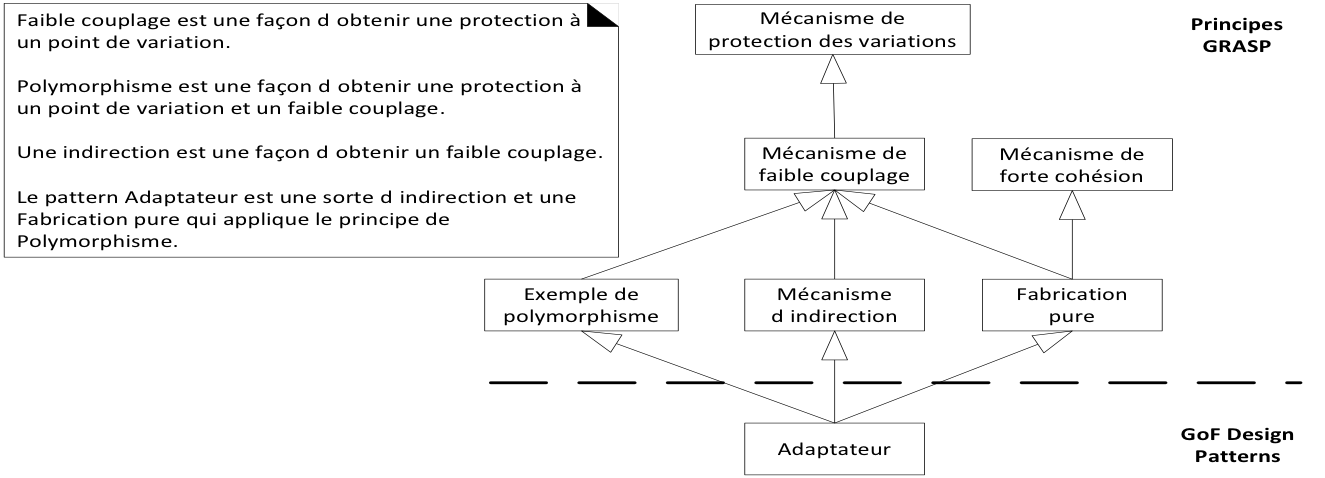 Faible couplage est une façon d obtenir une protection à
un point de variation.
Polymorphisme est une façon d obtenir une protection à
un point de variation et un faible couplage.
Une indirection est une façon d obtenir un faible couplage.
Le pattern Adaptateur est une sorte d indirection et une
Fabrication pure qui applique le principe de
Polymorphisme.
Mécanisme de
protection des variations
Principes
GRASP
Mécanisme de
faible couplage
Mécanisme de
forte cohésion
Exemple de
polymorphisme
Mécanisme
d indirection
Fabrication
pure
Adaptateur
GoF Design
Patterns